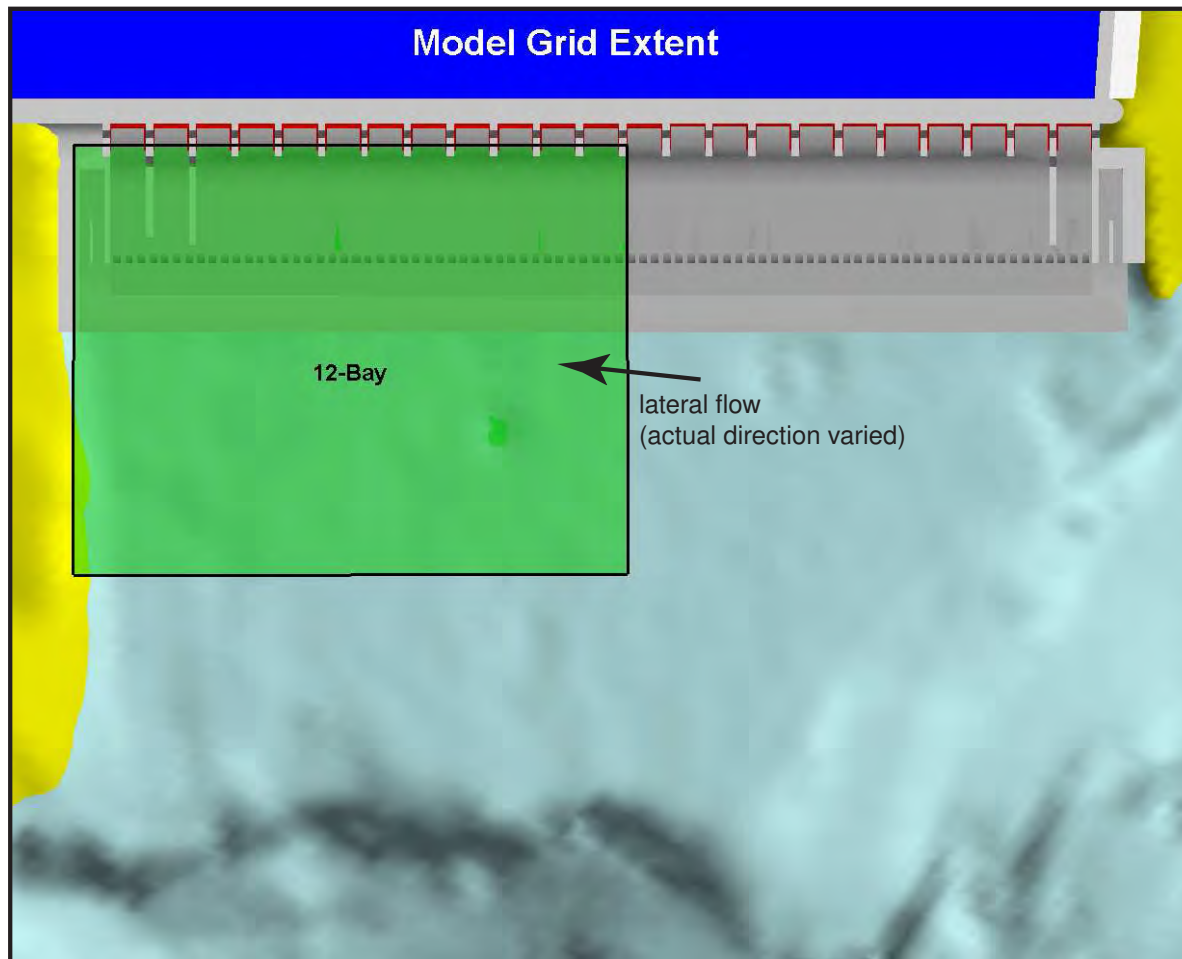 Model Grid Extent
12-Bay
lateral flow
(actual direction varied)